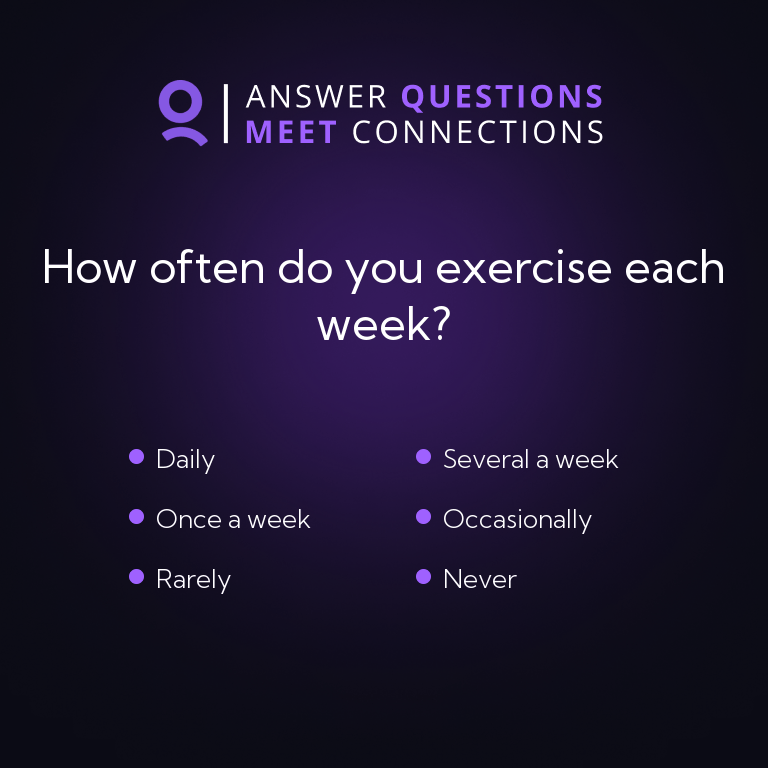 ANSWER QUESTIONS
MEET CONNECTIONS
How often do you exercise each
week?
Daily
Several a week
Once a week
Occasionally
Rarely
Never